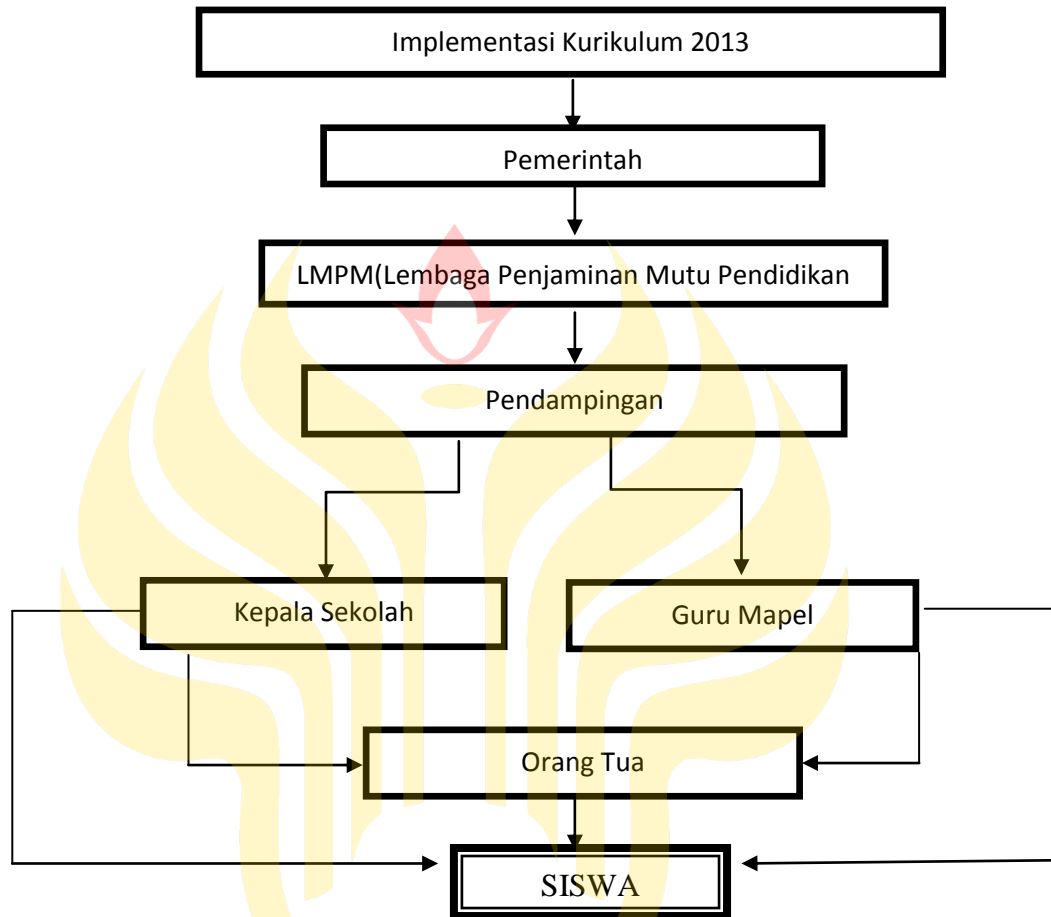 Implementasi Kurikulum 2013
Pemerintah
LMPM(Lembaga Penjaminan Mutu Pendidikan
Pendampingan
Kepala Sekolah
Guru Mapel
Orang Tua
SISWA